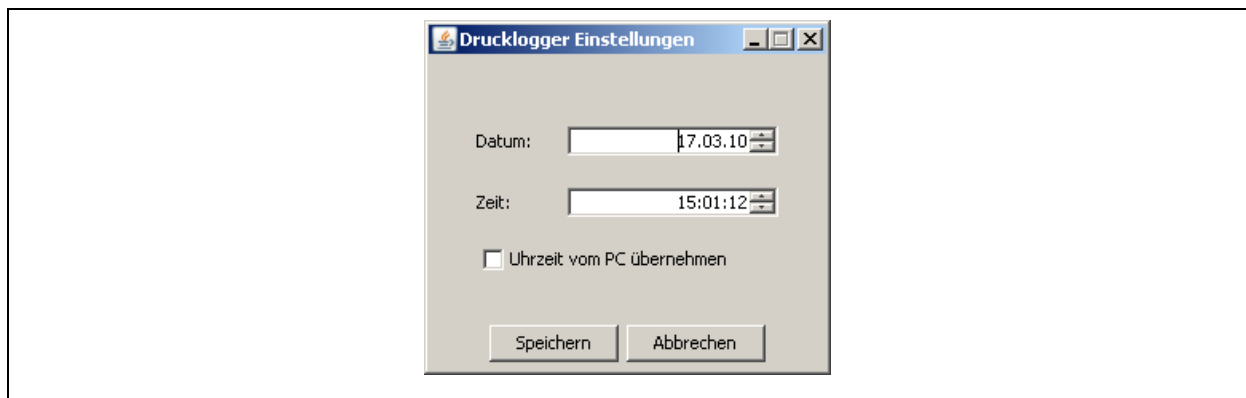 Drucklogger Einstellungen
Datum: 17.03.10
Zeit: 15:01:12
Uhrzeit vom PC übernehmen
Speichern Abbrechen